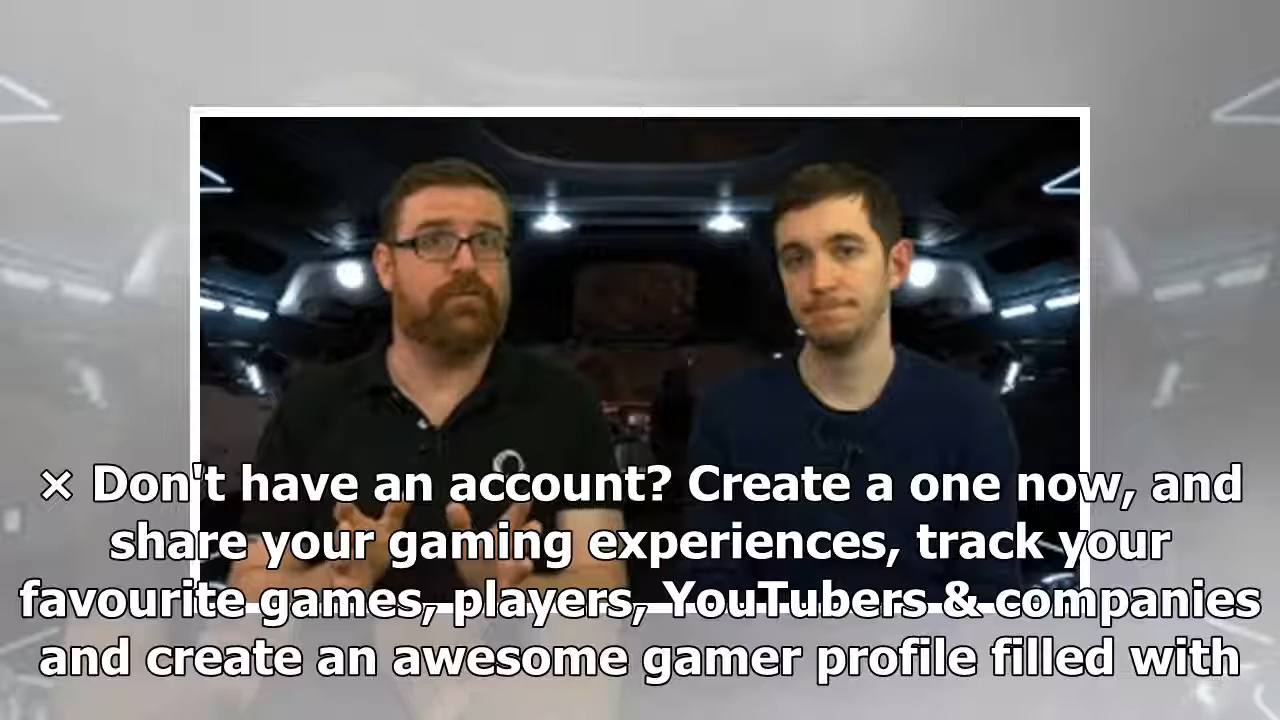 × Don't have an account? Create a one now, and
share your gaming experiences, track your
favourite games, players, YouTubers & companies
and create an awesome gamer profile filled with